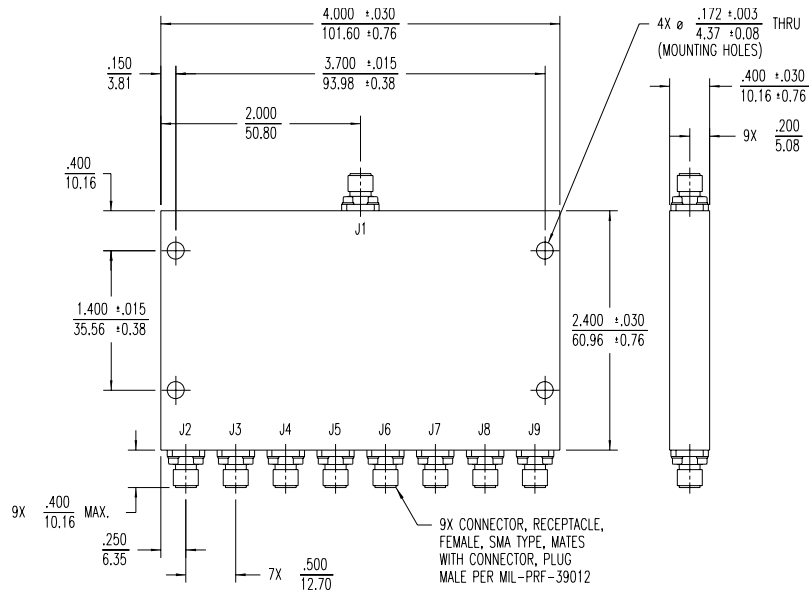 4.000 ±.030
101.60 ±0.76
4X ø .172 ±.003 THRU
4.37 ±0.08
(MOUNTING HOLES)
.150
3.81
3.700 ±.015
93.98 ±0.38
.400 ±.030
10.16 ±0.76
2.000
50.80
9X .200
5.08
.400
10.16
J1
1.400 ±.015
35.56 ±0.38
2.400 ±.030
60.96 ±0.76
J2 J3 J4 J5 J6 J7 J8 J9
9X .400 MAX.
10.16
.250
6.35
7X .500
12.70
9X CONNECTOR, RECEPTACLE,
FEMALE, SMA TYPE, MATES
WITH CONNECTOR, PLUG
MALE PER MIL-PRF-39012